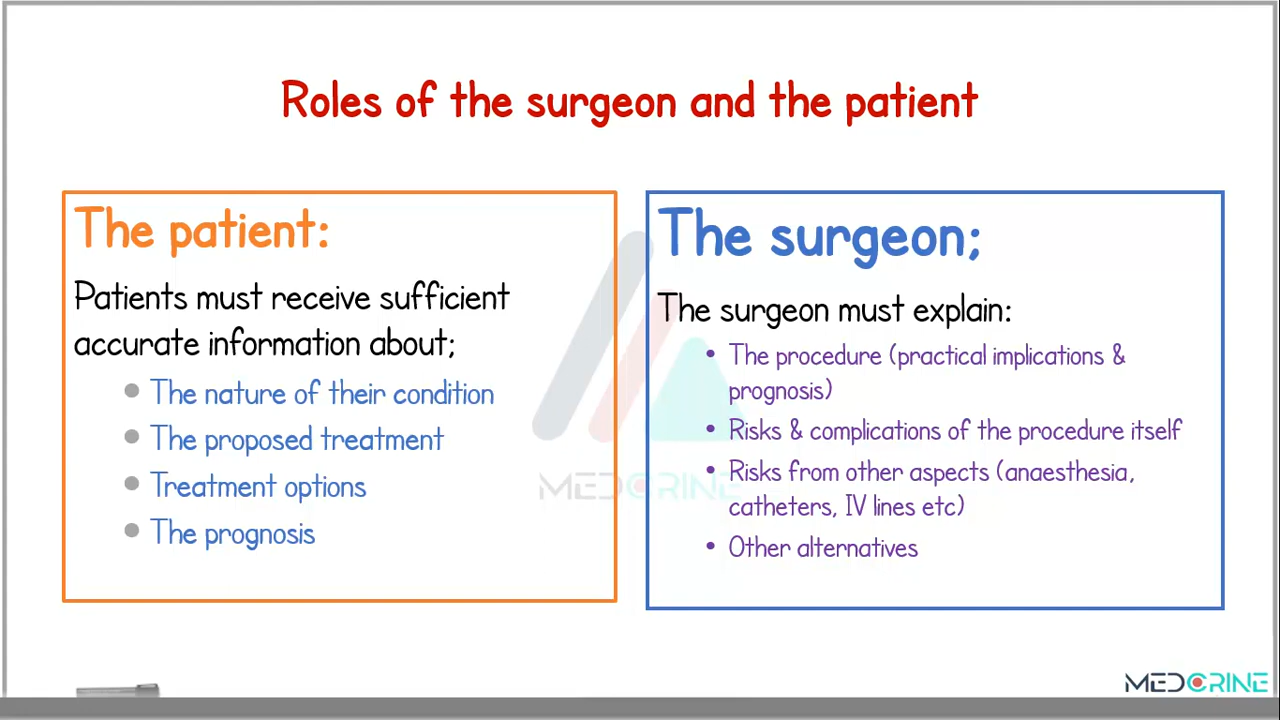 Roles of the surgeon and the patient
The patient:
Patients must receive sufficient
accurate information about;
• The nature of their condition
• The proposed treatment
• Treatment options
• The prognosis
The surgeon;
The surgeon must explain:
• The procedure (practical implications &
prognosis)
• Risks & complications of the procedure itself
• Risks from other aspects (anaesthesia,
catheters, IV lines etc)
• Other alternatives
MEDCRINE
MEDCRINE